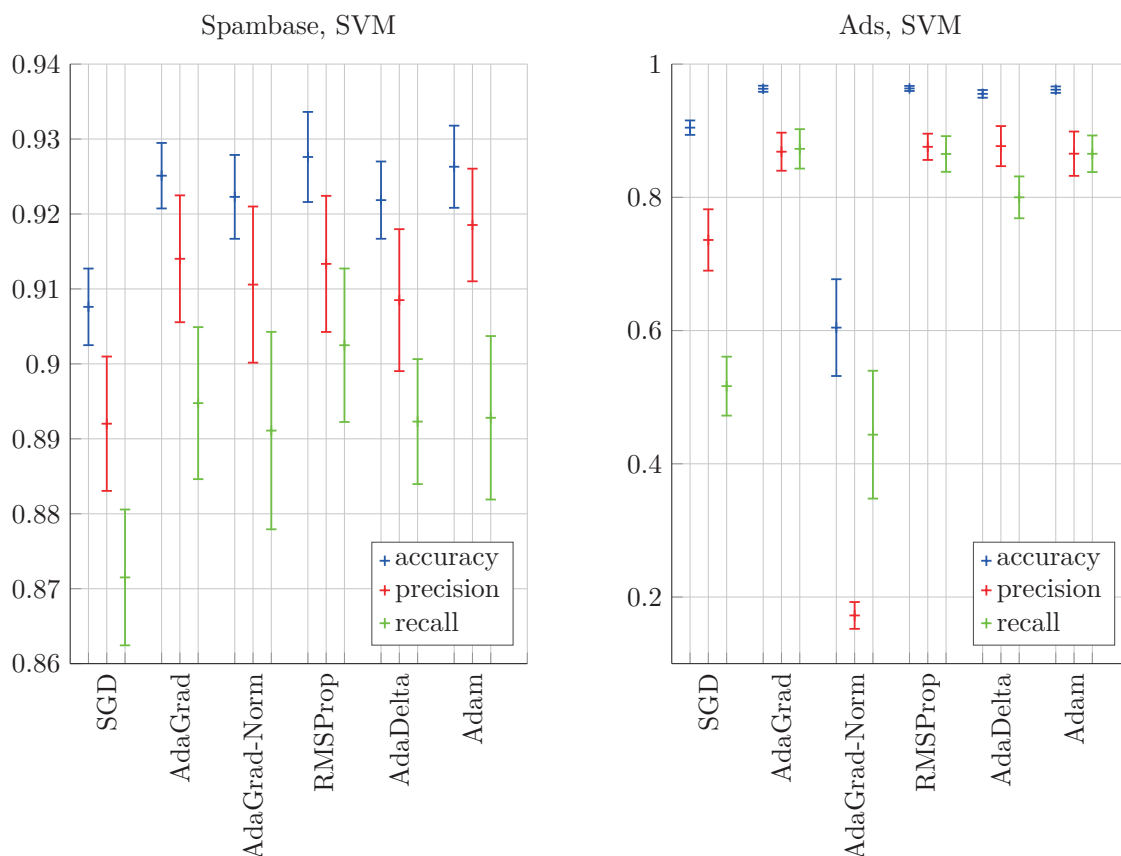 Spambase, SVM
0.94
0.93
0.92
0.91
0.9
0.89
0.88
0.87
0.86
accuracy
precision
recall
SGD
AdaGrad
AdaGrad-Norm
RMSProp
AdaDelta
Adam
Ads, SVM
1
0.8
0.6
0.4
0.2
accuracy
precision
recall
SGD
AdaGrad
AdaGrad-Norm
RMSProp
AdaDelta
Adam